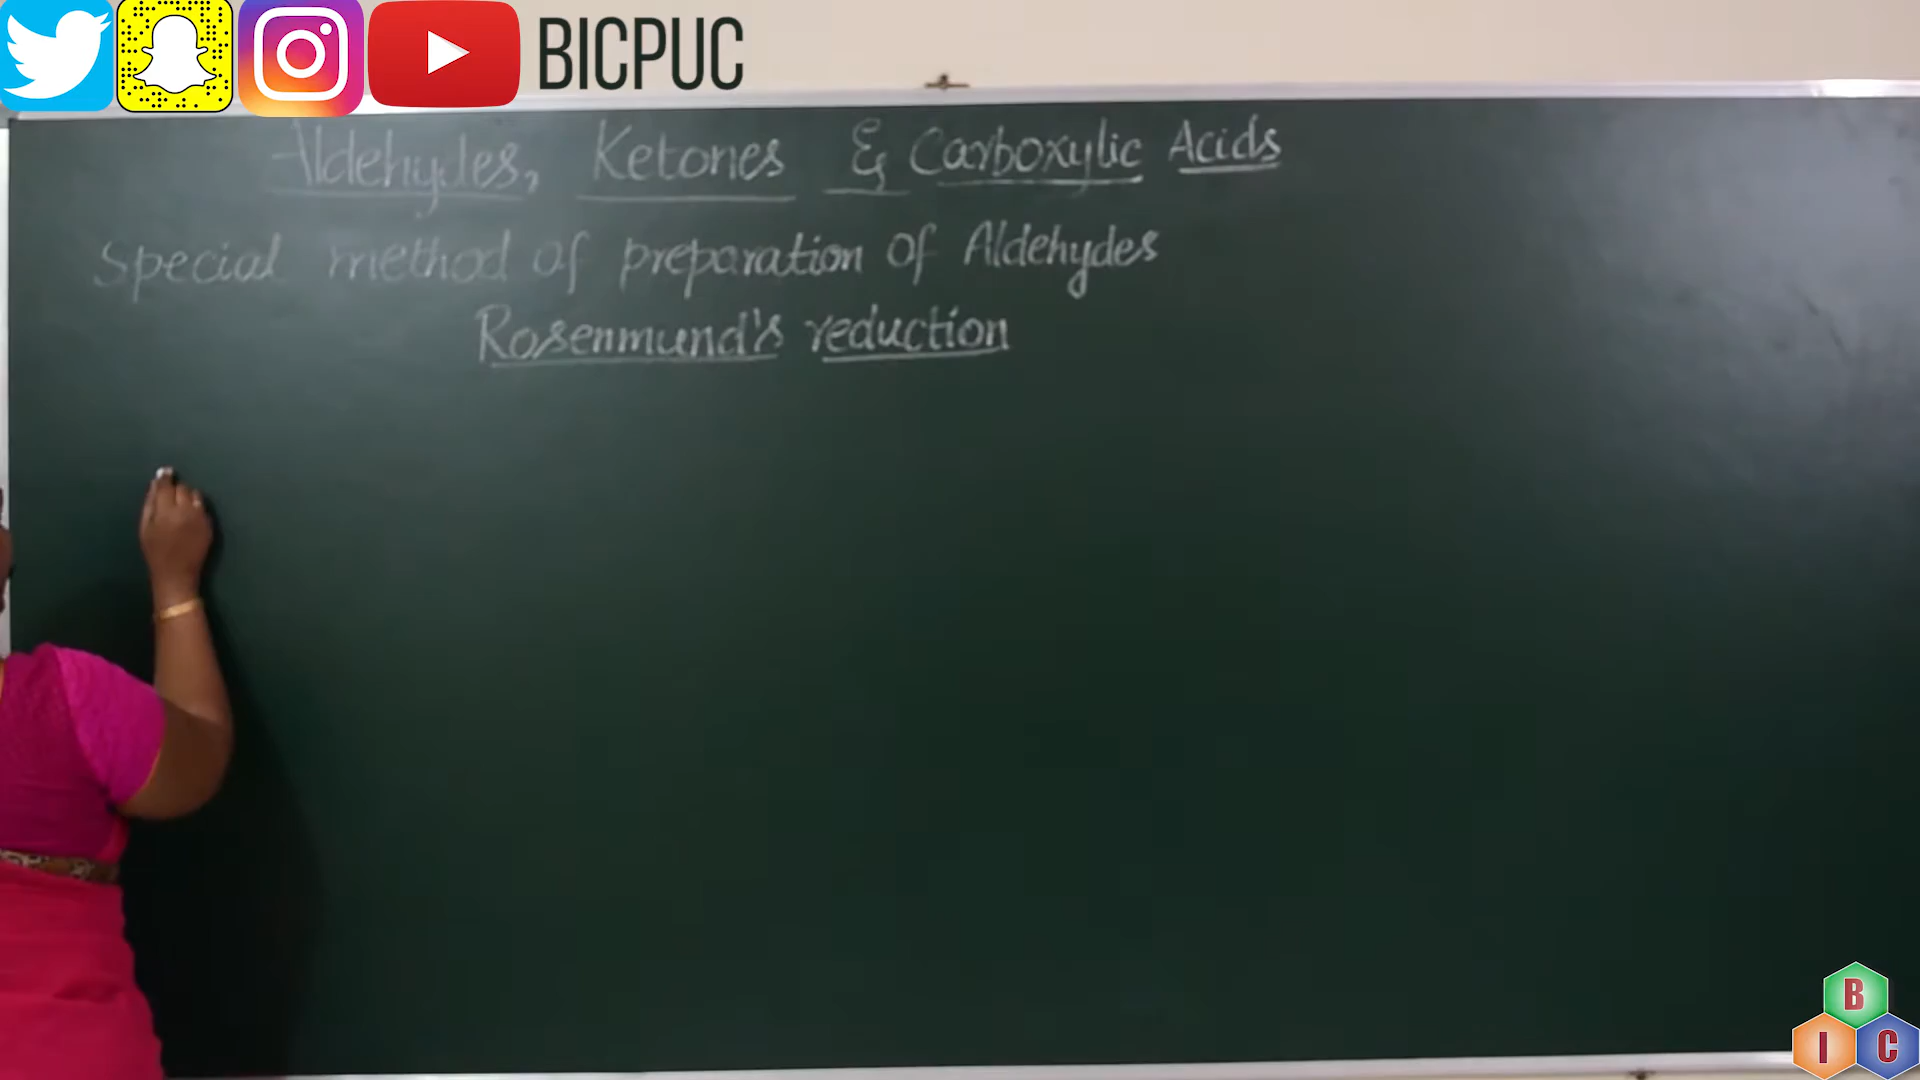 BICPUC
Aldehydes, Ketones & Carboxylic Acids
Special method of preparation of Aldehydes
Rosenmund's reduction
B
I C